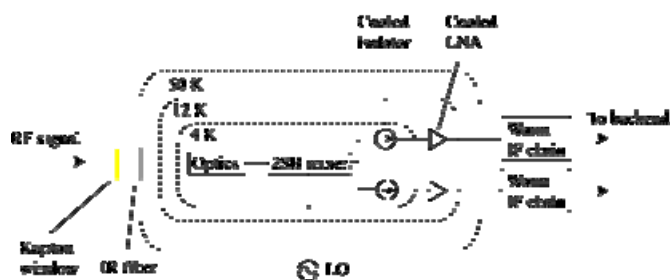 Cooled
isolator
Cooled
LNA
50 K
12 K
4 K
RF signal
Optics
2SB mixer
Warm
IF chain
To backend
Warm
IF chain
Kapton
window
IR filter
LO